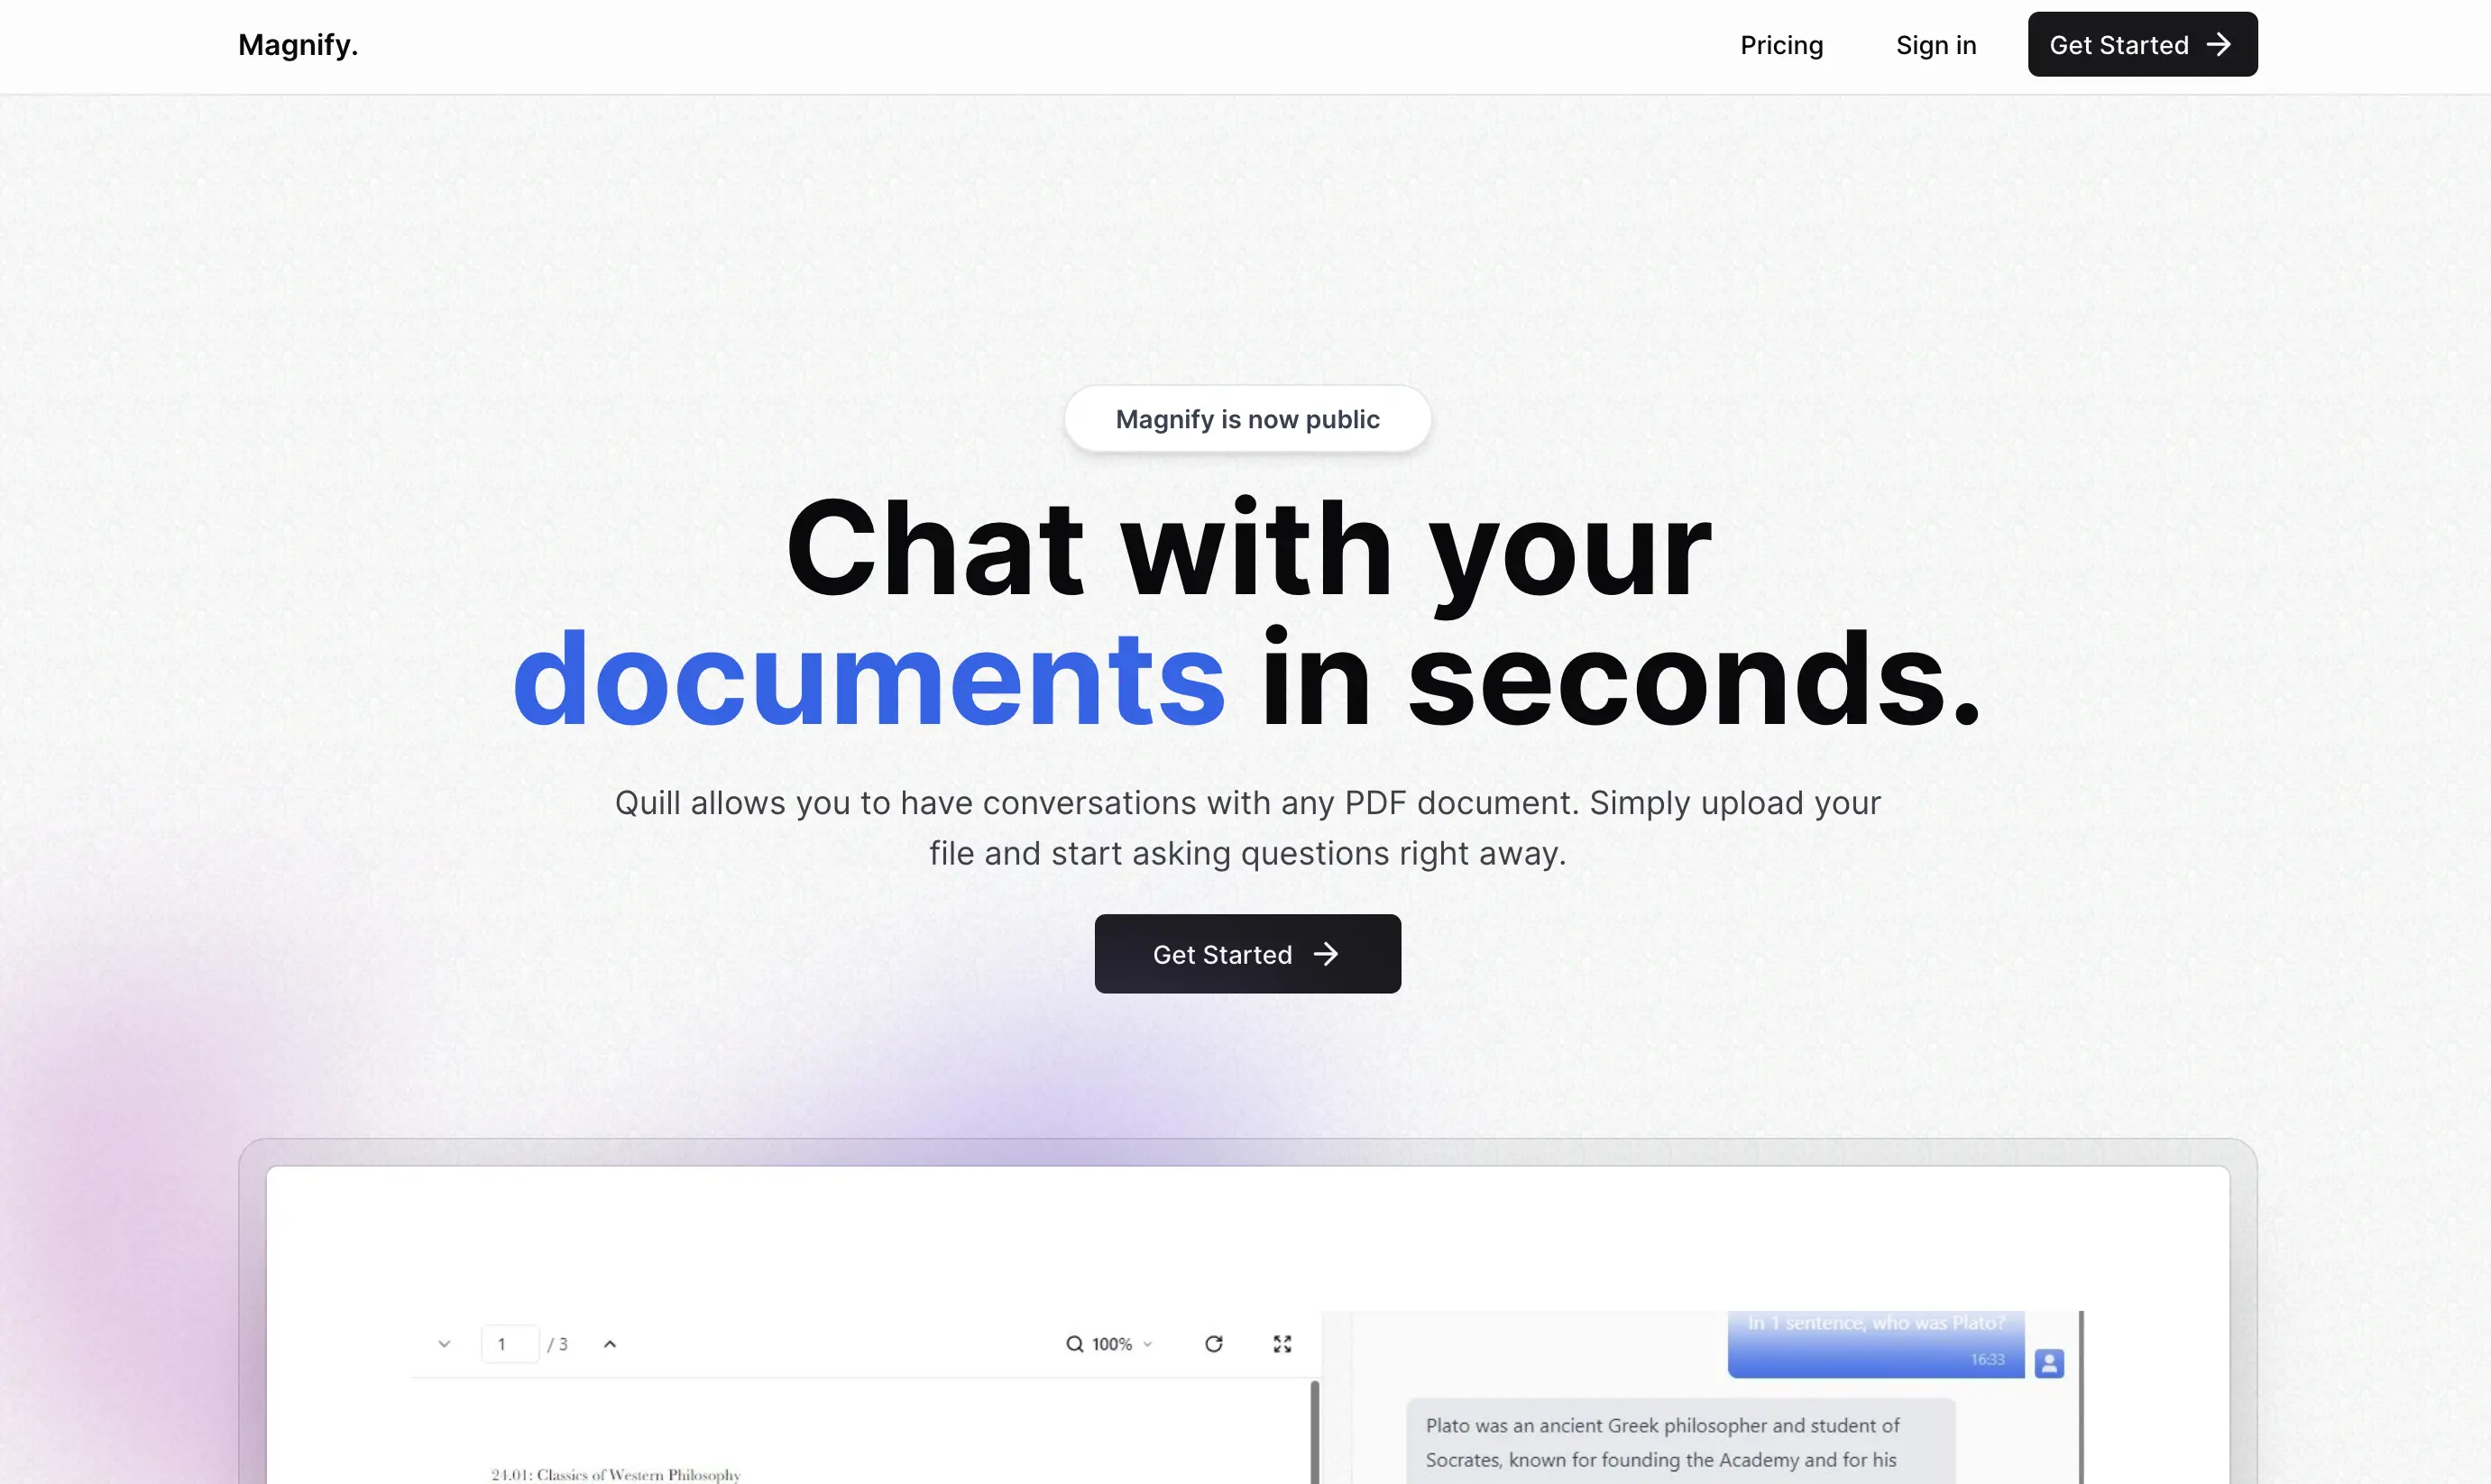 Magnify.
Pricing
Sign in
Get Started
Magnify is now public
Chat with your
documents in seconds.
Quill allows you to have conversations with any PDF document. Simply upload your
file and start asking questions right away.
Get Started
1 / 3
100%
In 1 sentence, who was Plato?
16:33
Plato was an ancient Greek philosopher and student of
Socrates, known for founding the Academy and for his
24.01: Classics of Western Philosophy